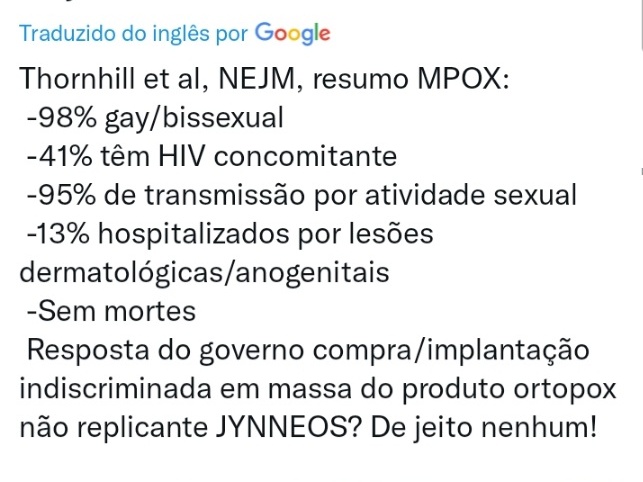 Traduzido do inglês por Google
Thornhill et al, NEJM, resumo MPOX:
-98% gay/bissexual
-41% têm HIV concomitante
-95% de transmissão por atividade sexual
-13% hospitalizados por lesões
dermatológicas/anogenitais
-Sem mortes
Resposta do governo compra/implantação
indiscriminada em massa do produto ortopox
não replicante JYNNEOS? De jeito nenhum!